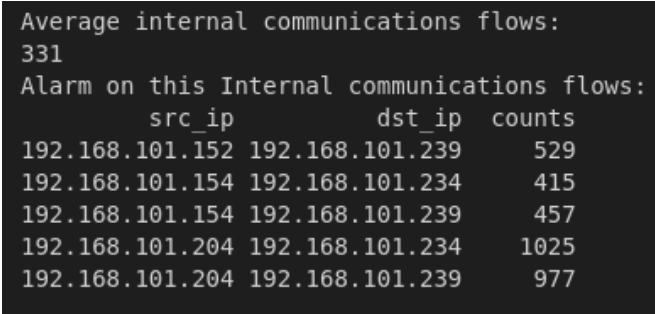 Average internal communications flows:
331
Alarm on this Internal communications flows:
src_ip dst_ip counts
192.168.101.152 192.168.101.239 529
192.168.101.154 192.168.101.234 415
192.168.101.154 192.168.101.239 457
192.168.101.204 192.168.101.234 1025
192.168.101.204 192.168.101.239 977